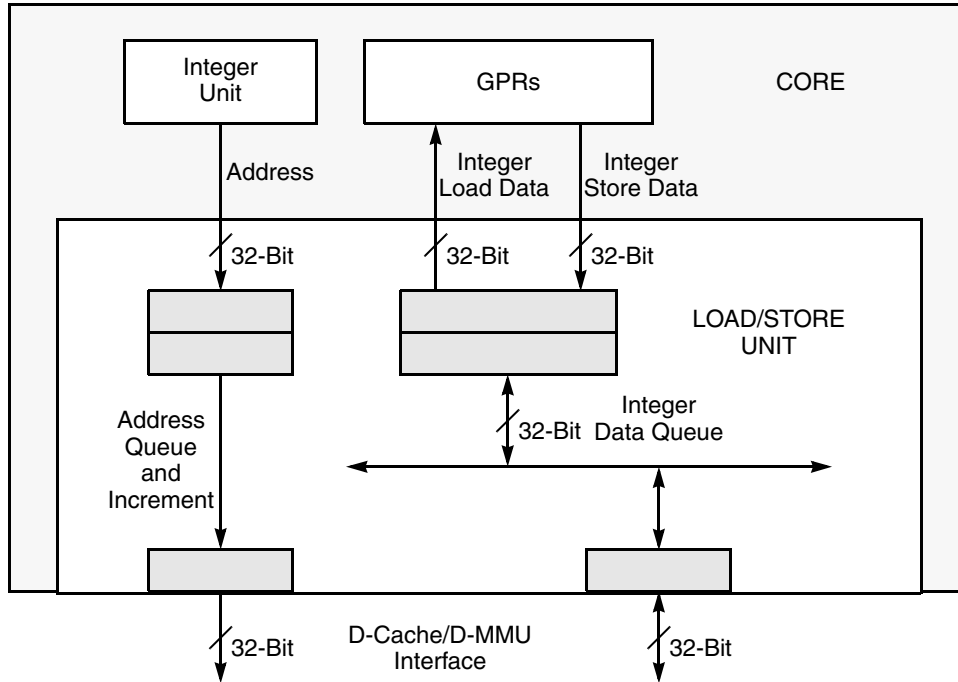 Integer
Unit
GPRs
CORE
Address
Integer
Load Data
Integer
Store Data
32-Bit
32-Bit
32-Bit
LOAD/STORE
UNIT
Address
Queue
and
Increment
32-Bit
Integer
Data Queue
32-Bit
D-Cache/D-MMU
Interface
32-Bit